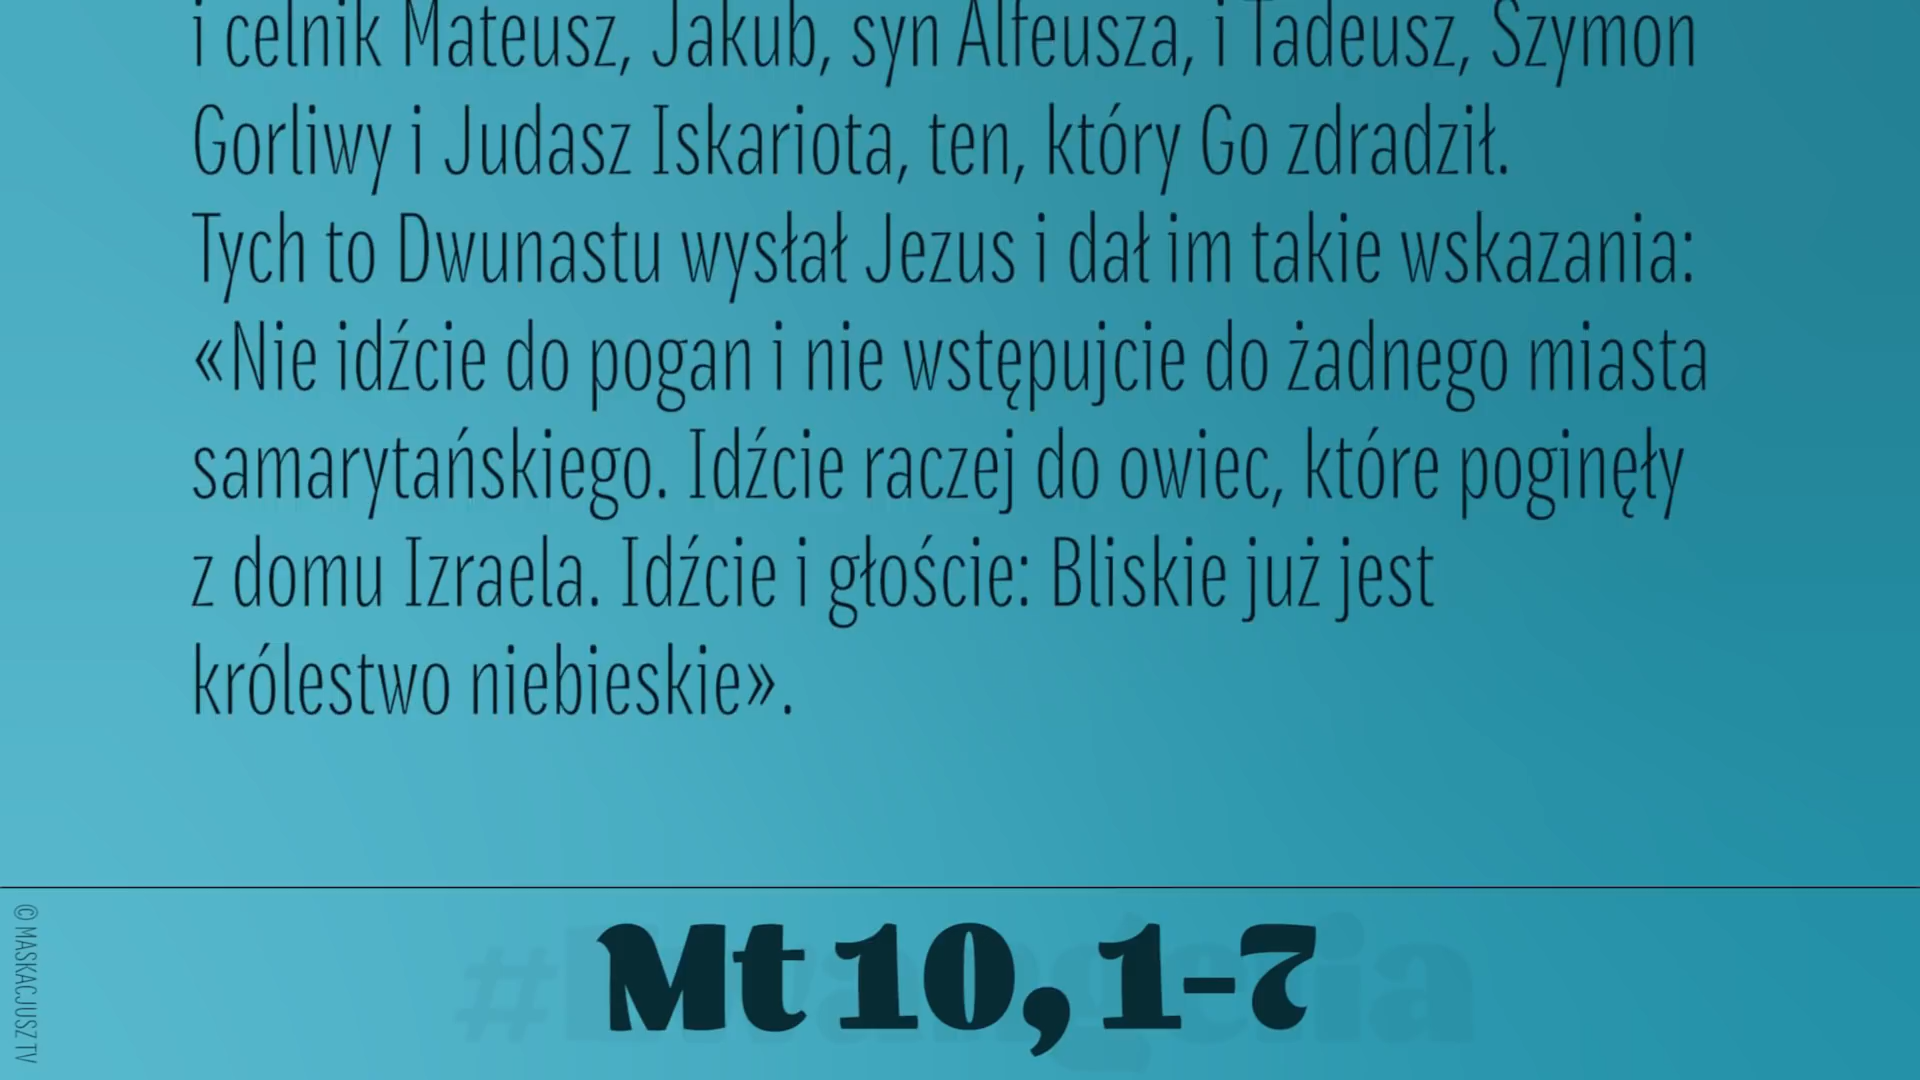 i celnik Mateusz, Jakub, syn Alfeusza, i Tadeusz, Szymon
Gorliwy i Judasz Iskariota, ten, który Go zdradził.
Tych to Dwunastu wysłał Jezus i dał im takie wskazania:
«Nie idźcie do pogan i nie wstępujcie do żadnego miasta
samarytańskiego. Idźcie raczej do owiec, które poginęły
z domu Izraela. Idźcie i głoście: Bliskie już jest
królestwo niebieskie».
#Ewangelia
Mt 10, 1-7
© MASKACJUSZ TV